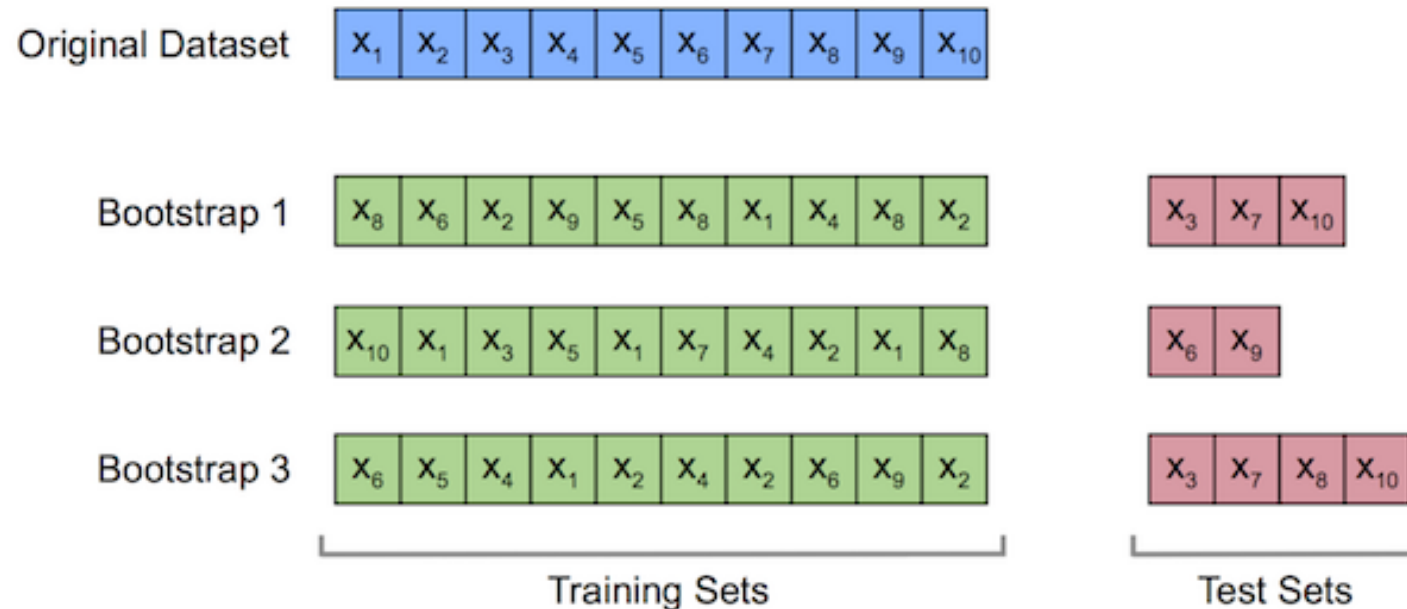 Original Dataset x₁ x₂ x₃ x₄ x₅ x₆ x₇ x₈ x₉ x₁₀
Bootstrap 1 x₈ x₆ x₂ x₉ x₅ x₈ x₁ x₄ x₈ x₂ x₃ x₇ x₁₀
Bootstrap 2 x₁₀ x₁ x₃ x₅ x₁ x₇ x₄ x₂ x₁ x₈ x₆ x₉
Bootstrap 3 x₆ x₅ x₄ x₁ x₂ x₄ x₂ x₆ x₉ x₂ x₃ x₇ x₈ x₁₀
Training Sets Test Sets